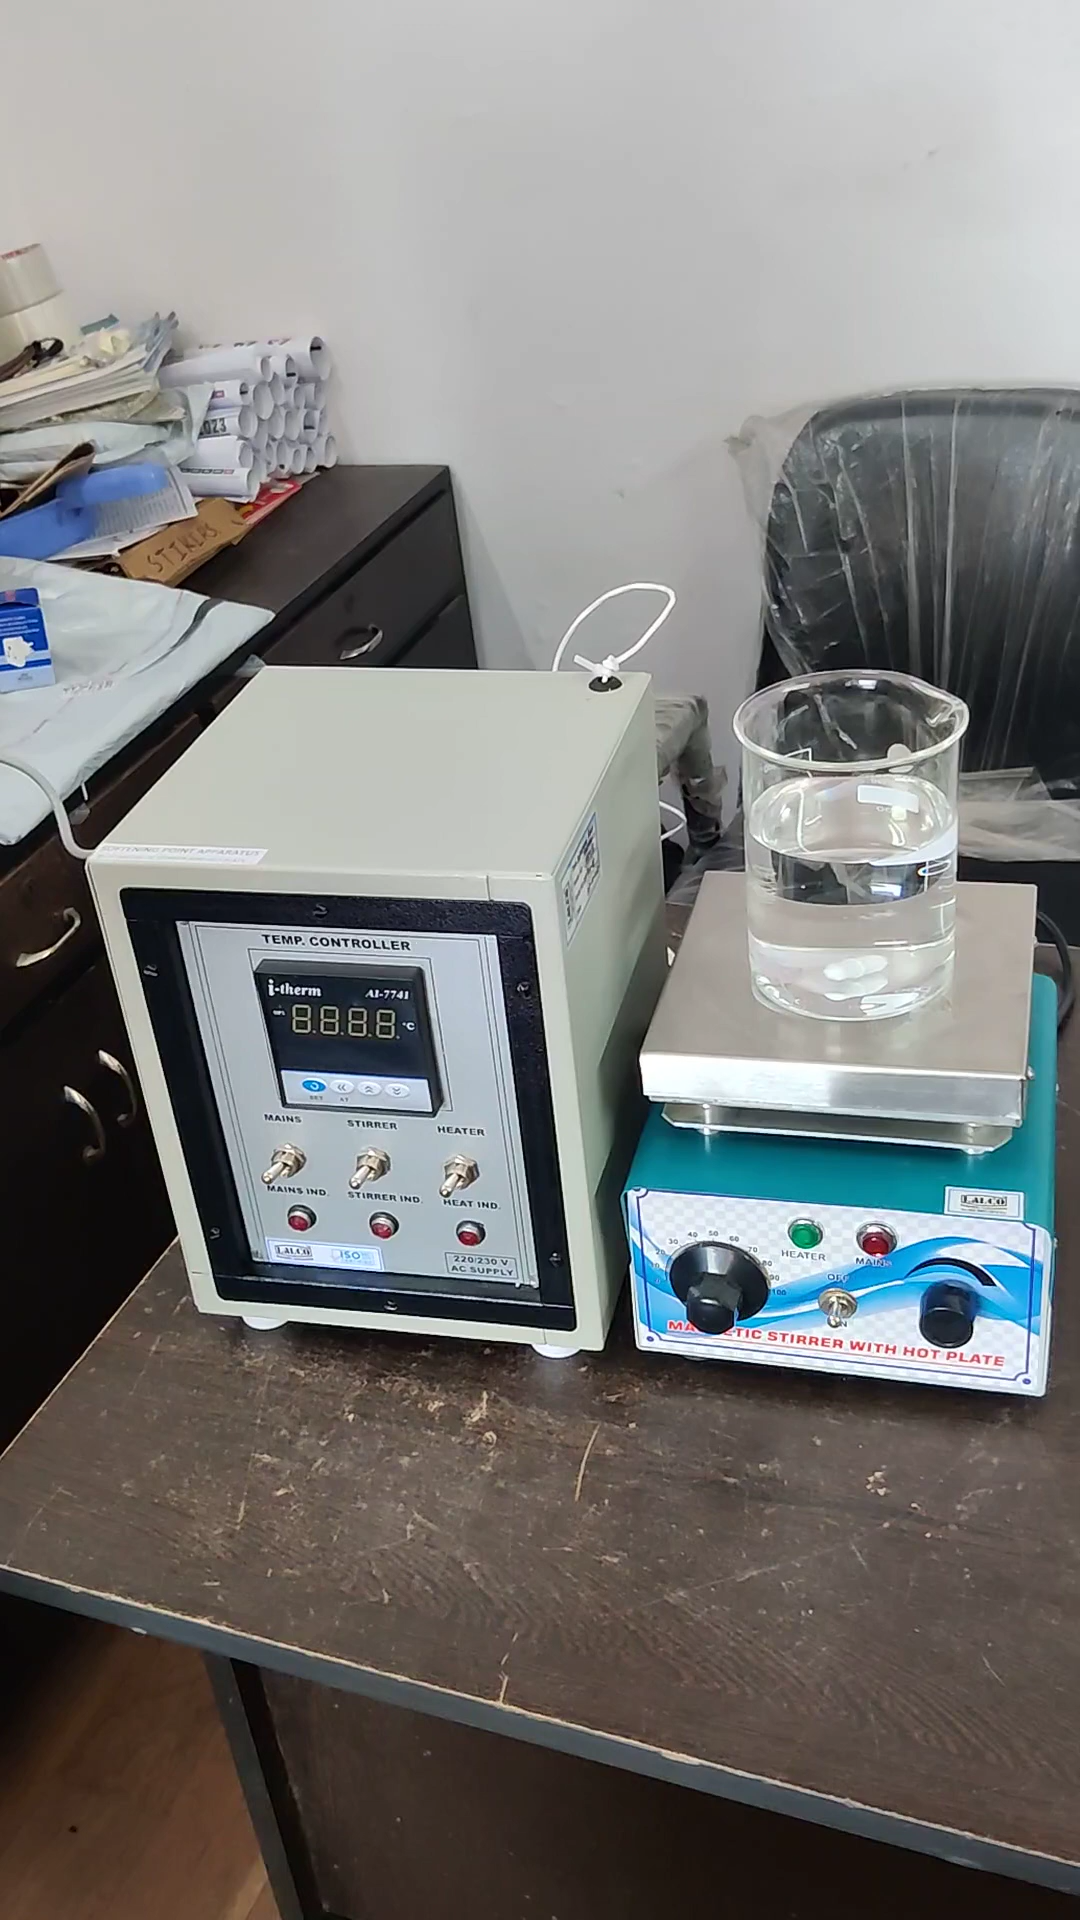 2023
STIKERS
SOFTENING POINT APPARATUS
TEMP. CONTROLLER
i-therm
AI-7741
8.8.8.8.
°C
SET
AT
MAINS
STIRRER
HEATER
MAINS IND.
STIRRER IND.
HEAT IND.
LALCO
ISO
220/230 V
AC SUPPLY
LALCO
30 40 50 60 70 80 90 100
20
HEATER
MAINS
OFF
MAGNETIC STIRRER WITH HOT PLATE